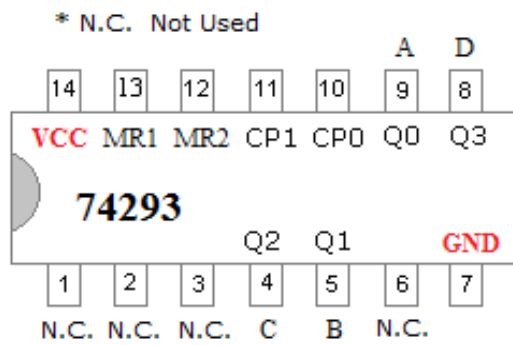 * N.C. Not Used
A D
14 13 12 11 10 9 8
VCC MR1 MR2 CP1 CP0 Q0 Q3
74293
Q2 Q1 GND
1 2 3 4 5 6 7
N.C. N.C. N.C. C B N.C.